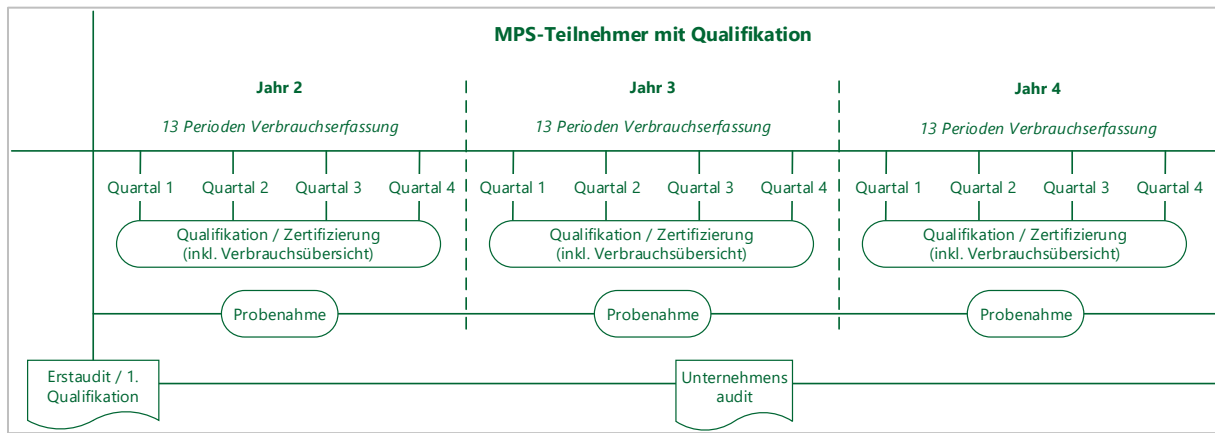 MPS-Teilnehmer mit Qualifikation
Jahr 2
Jahr 3
Jahr 4
13 Perioden Verbrauchserfassung
13 Perioden Verbrauchserfassung
13 Perioden Verbrauchserfassung
Quartal 1
Quartal 2
Quartal 3
Quartal 4
Quartal 1
Quartal 2
Quartal 3
Quartal 4
Quartal 1
Quartal 2
Quartal 3
Quartal 4
Qualifikation / Zertifizierung
(inkl. Verbrauchsübersicht)
Qualifikation / Zertifizierung
(inkl. Verbrauchsübersicht)
Qualifikation / Zertifizierung
(inkl. Verbrauchsübersicht)
Probenahme
Probenahme
Probenahme
Erstaudit / 1.
Qualifikation
Unternehmens
audit